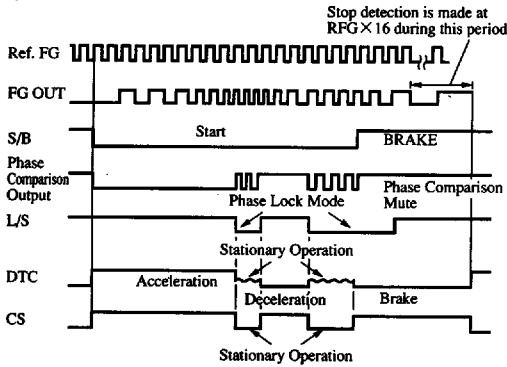 Stop detection is made at
RFG×16 during this period
Ref. FG
FG OUT
S/B
Start
BRAKE
Phase
Comparison
Output
Phase Comparison
Mute
Phase Lock Mode
L/S
Stationary Operation
DTC
Acceleration
Deceleration
Brake
CS
Stationary Operation